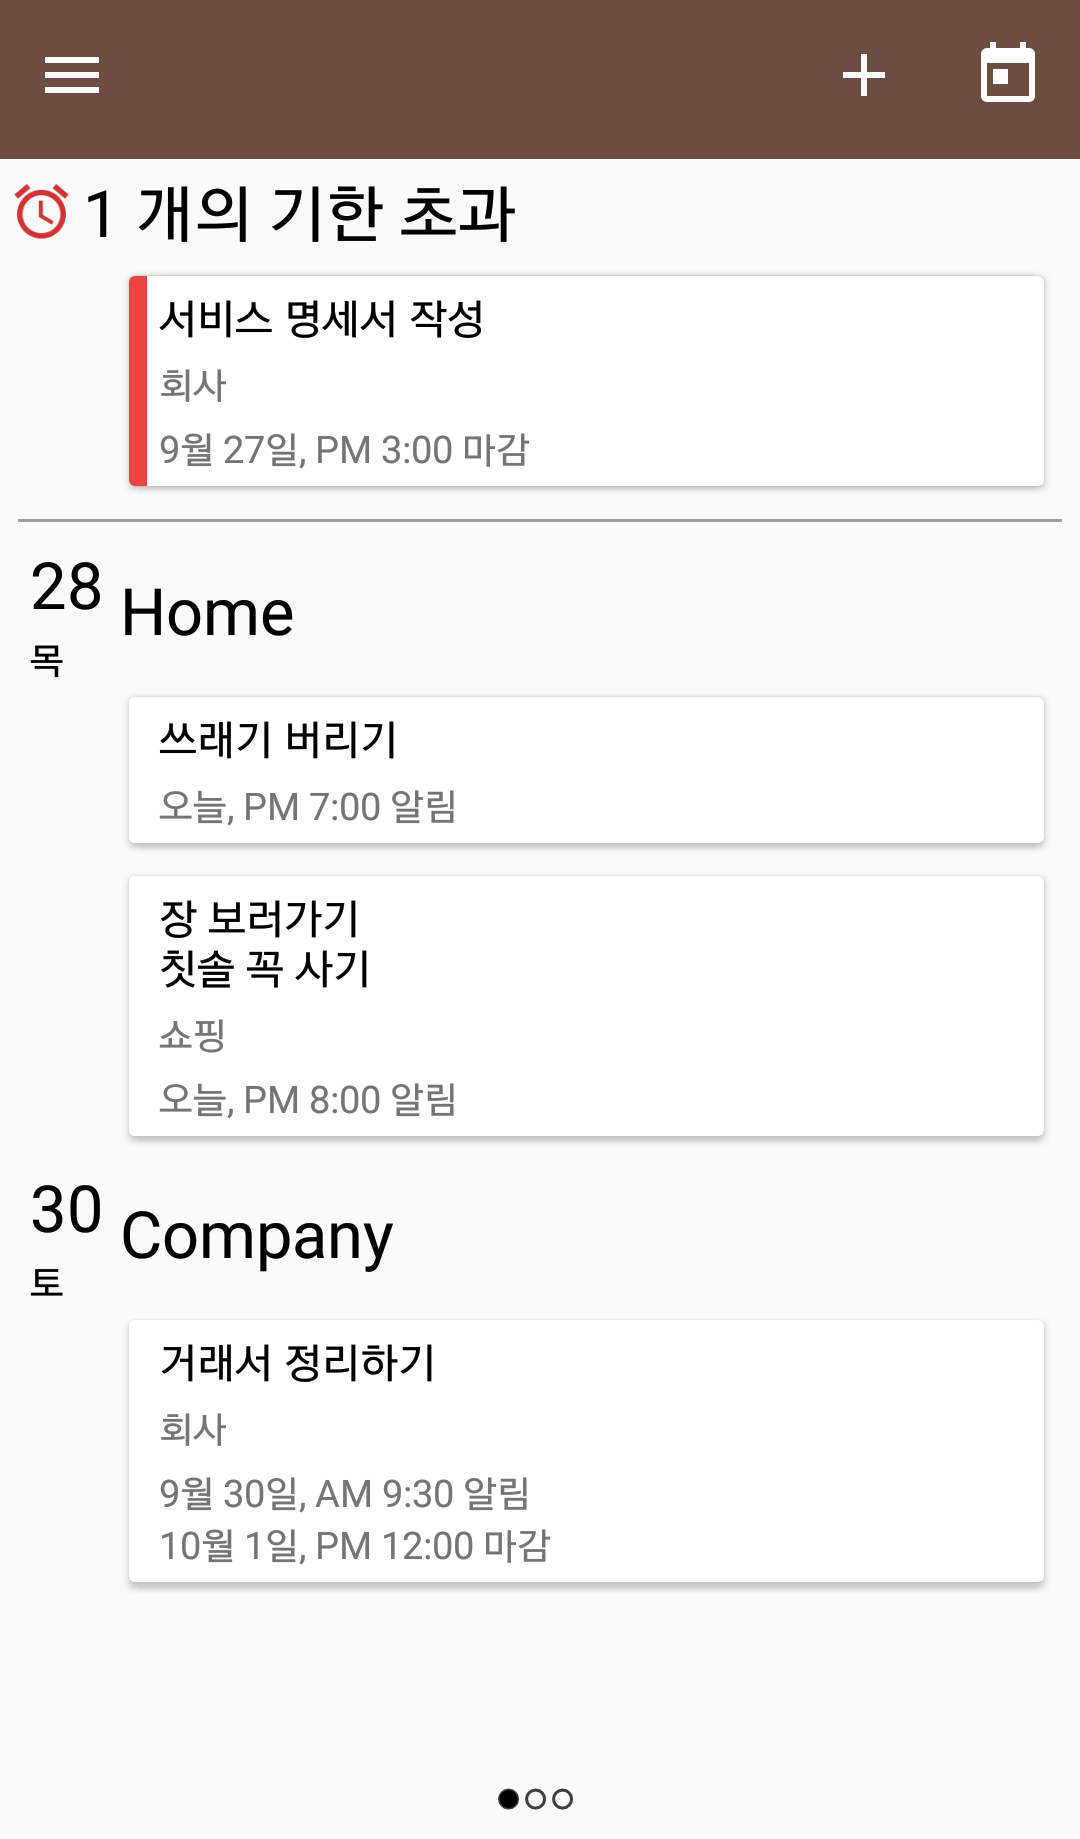 1 개의 기한 초과
서비스 명세서 작성
회사
9월 27일, PM 3:00 마감
28
목
Home
쓰래기 버리기
오늘, PM 7:00 알림
장 보러가기
칫솔 꼭 사기
쇼핑
오늘, PM 8:00 알림
30
토
Company
거래서 정리하기
회사
9월 30일, AM 9:30 알림
10월 1일, PM 12:00 마감